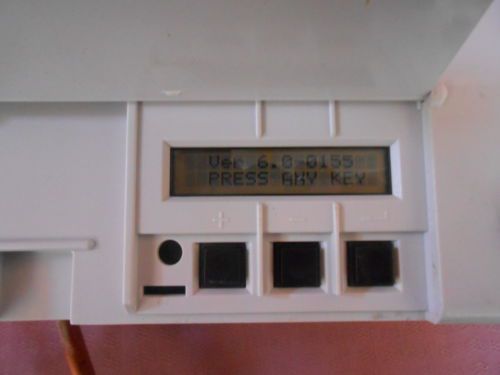 Ver 6.0-0155
PRESS ANY KEY
+ -